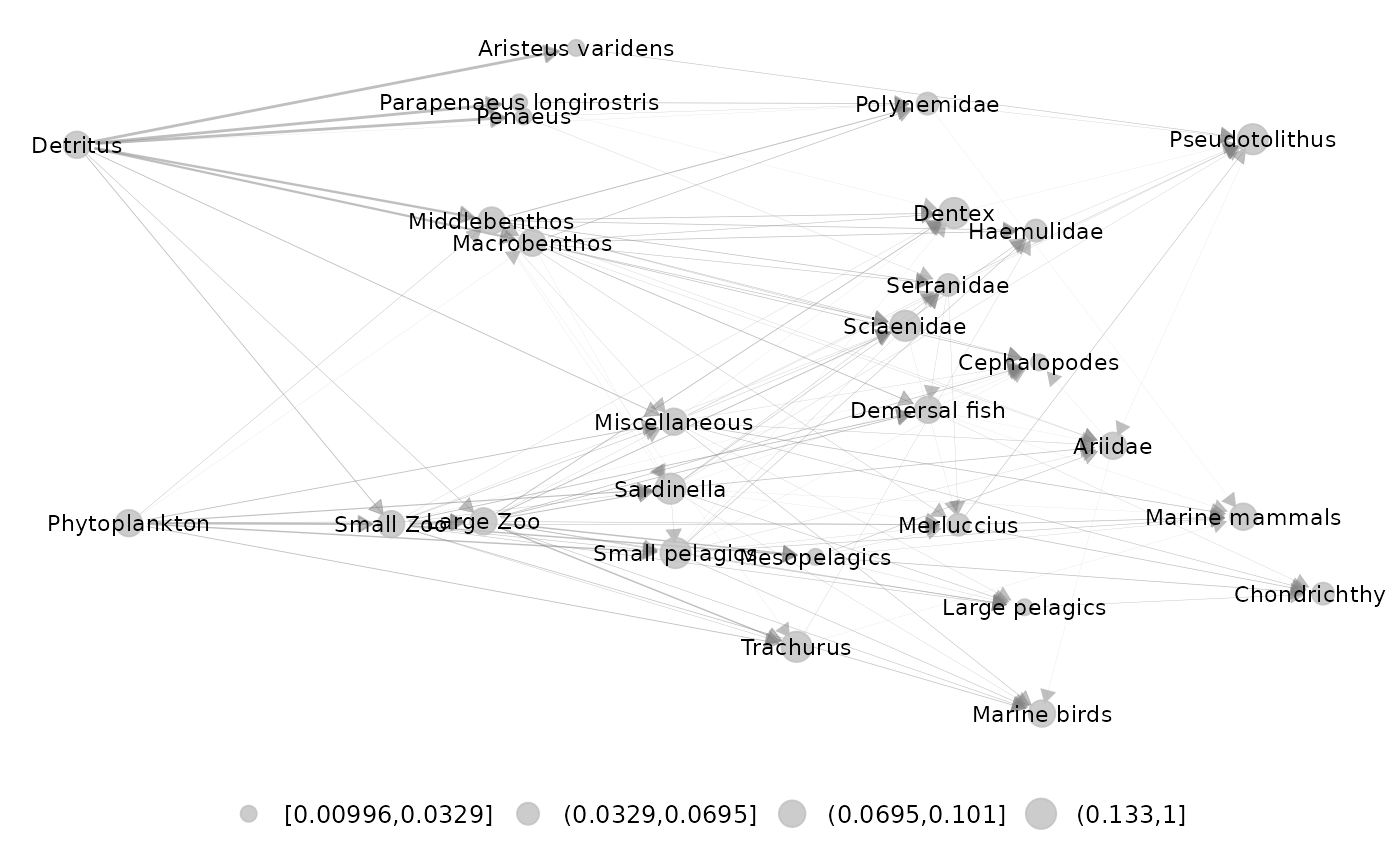 Aristeus varidens
Parapenaeus longirostris
Polynemidae
Penaeus
Detritus
Pseudotolithus
Dentex
Middlebenthos
Haemulidae
Macrobenthos
Serranidae
Sciaenidae
Cephalopodes
Demersal fish
Miscellaneous
Ariidae
Sardinella
Marine mammals
Phytoplankton
Small Zoo
Large Zoo
Merluccius
Small pelagics
Mesopelagics
Chondrichthy
Large pelagics
Trachurus
Marine birds
[0.00996,0.0329] (0.0329,0.0695] (0.0695,0.101] (0.133,1]